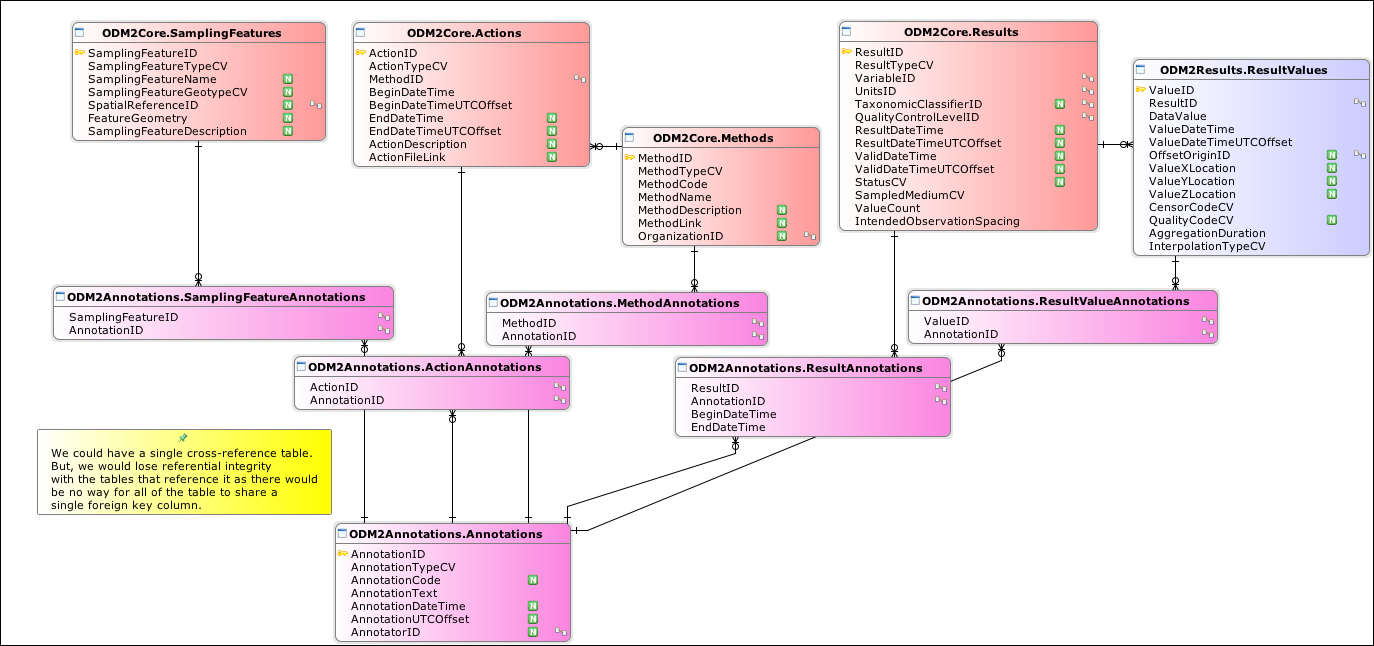 ODM2Core.SamplingFeatures
SamplingFeatureID
SamplingFeatureTypeCV
SamplingFeatureName N
SamplingFeatureGeotypeCV N
SpatialReferenceID N
FeatureGeometry N
SamplingFeatureDescription N
ODM2Core.Actions
ActionID
ActionTypeCV
MethodID
BeginDateTime
BeginDateTimeUTCOffset
EndDateTime N
EndDateTimeUTCOffset N
ActionDescription N
ActionFileLink N
ODM2Core.Methods
MethodID
MethodTypeCV
MethodCode
MethodName
MethodDescription N
MethodLink N
OrganizationID N
ODM2Core.Results
ResultID
ResultTypeCV
VariableID
UnitsID
TaxonomicClassifierID N
QualityControlLevelID
ResultDateTime N
ResultDateTimeUTCOffset N
ValidDateTime N
ValidDateTimeUTCOffset N
StatusCV N
SampledMediumCV
ValueCount
IntendedObservationSpacing
ODM2Results.ResultValues
ValueID
ResultID
DataValue
ValueDateTime
ValueDateTimeUTCOffset
OffsetOriginID N
ValueXLocation N
ValueYLocation N
ValueZLocation N
CensorCodeCV
QualityCodeCV N
AggregationDuration
InterpolationTypeCV
ODM2Annotations.SamplingFeatureAnnotations
SamplingFeatureID
AnnotationID
ODM2Annotations.MethodAnnotations
MethodID
AnnotationID
ODM2Annotations.ResultValueAnnotations
ValueID
AnnotationID
ODM2Annotations.ActionAnnotations
ActionID
AnnotationID
ODM2Annotations.ResultAnnotations
ResultID
AnnotationID
BeginDateTime
EndDateTime
We could have a single cross-reference table.
But, we would lose referential integrity
with the tables that reference it as there would
be no way for all of the table to share a
single foreign key column.
ODM2Annotations.Annotations
AnnotationID
AnnotationTypeCV
AnnotationCode N
AnnotationText
AnnotationDateTime N
AnnotationUTCOffset N
AnnotatorID N